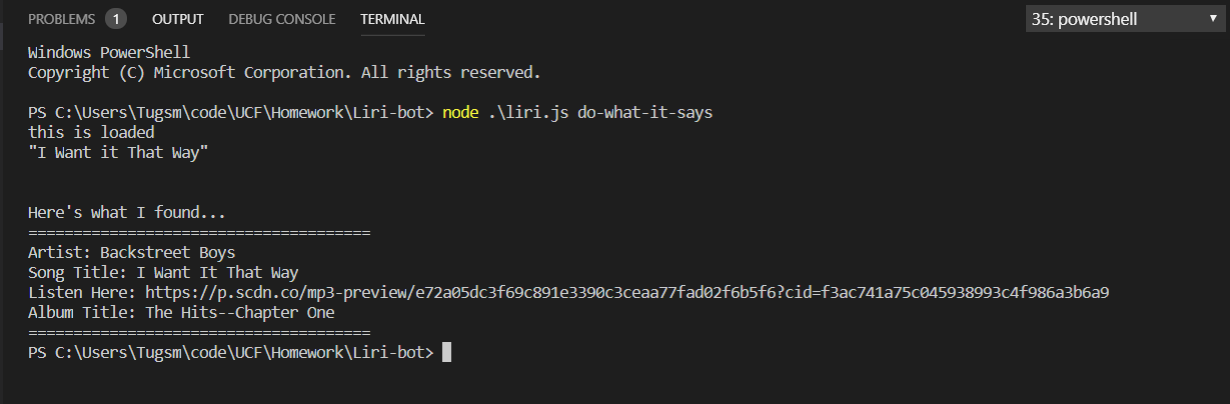 PROBLEMS 1 OUTPUT DEBUG CONSOLE TERMINAL 35: powershell
Windows PowerShell
Copyright (C) Microsoft Corporation. All rights reserved.
PS C:\Users\Tugsm\code\UCF\Homework\Liri-bot> node .\liri.js do-what-it-says
this is loaded
"I Want it That Way"
Here's what I found...
======================================
Artist: Backstreet Boys
Song Title: I Want It That Way
Listen Here: https://p.scdn.co/mp3-preview/e72a05dc3f69c891e3390c3ceaa77fad02f6b5f6?cid=f3ac741a75c045938993c4f986a3b6a9
Album Title: The Hits--Chapter One
======================================
PS C:\Users\Tugsm\code\UCF\Homework\Liri-bot>